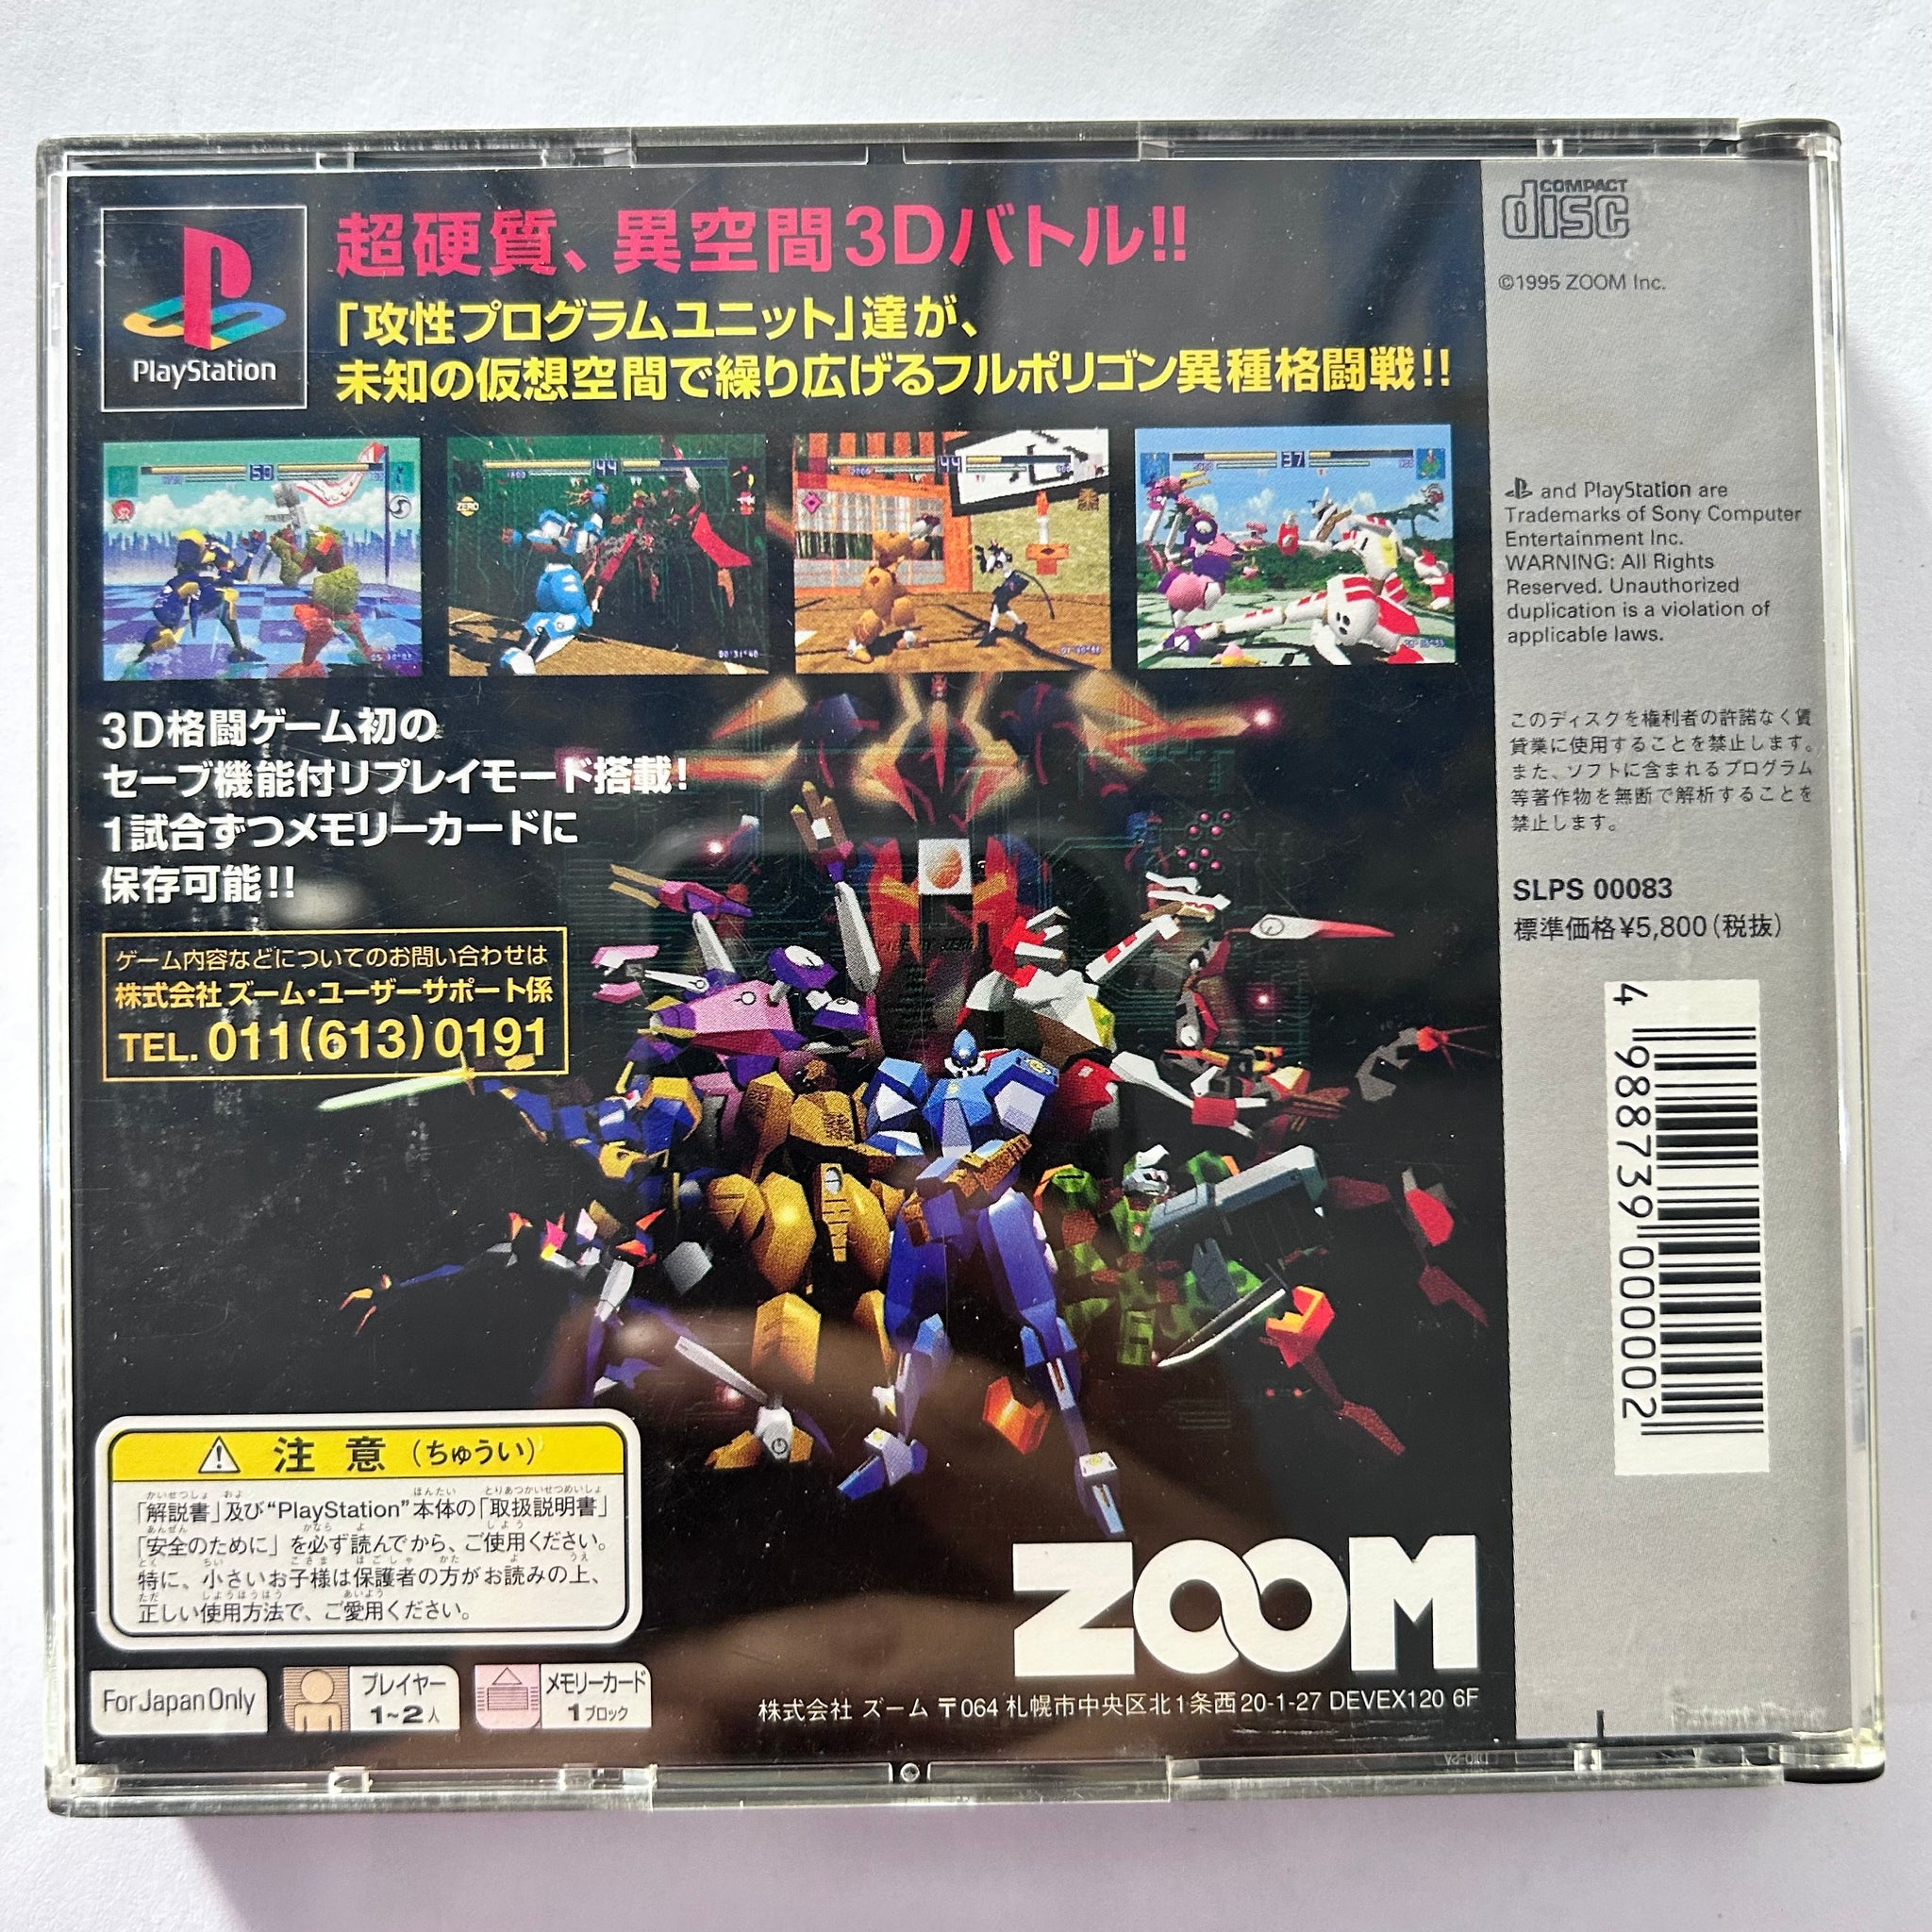 PlayStation
超硬質、異空間3Dバトル!!
「攻性プログラムユニット」達が、
未知の仮想空間で繰り広げるフルポリゴン異種格闘戦!!
50
44
ZERO
44
37
3D格闘ゲーム初の
セーブ機能付リプレイモード搭載!
1試合ずつメモリーカードに
保存可能!!
ゲーム内容などについてのお問い合わせは
株式会社 ズーム・ユーザーサポート係
TEL. 011(613)0191
注意(ちゅうい)
「解説書」及び“PlayStation”本体の「取扱説明書」
「安全のために」を必ず読んでから、ご使用ください。
特に、小さいお子様は保護者の方がお読みの上、
正しい使用方法で、ご愛用ください。
For Japan Only
プレイヤー
1~2人
メモリーカード
1ブロック
ZOOM
株式会社 ズーム 〒064 札幌市中央区北1条西20-1-27 DEVEX120 6F
COMPACT
disc
©1995 ZOOM Inc.
and PlayStation are
Trademarks of Sony Computer
Entertainment Inc.
WARNING: All Rights
Reserved. Unauthorized
duplication is a violation of
applicable laws.
このディスクを権利者の許諾なく賃
貸業に使用することを禁止します。
また、ソフトに含まれるプログラム
等著作物を無断で解析することを
禁止します。
SLPS 00083
標準価格¥5,800(税抜)
4 988739 000002